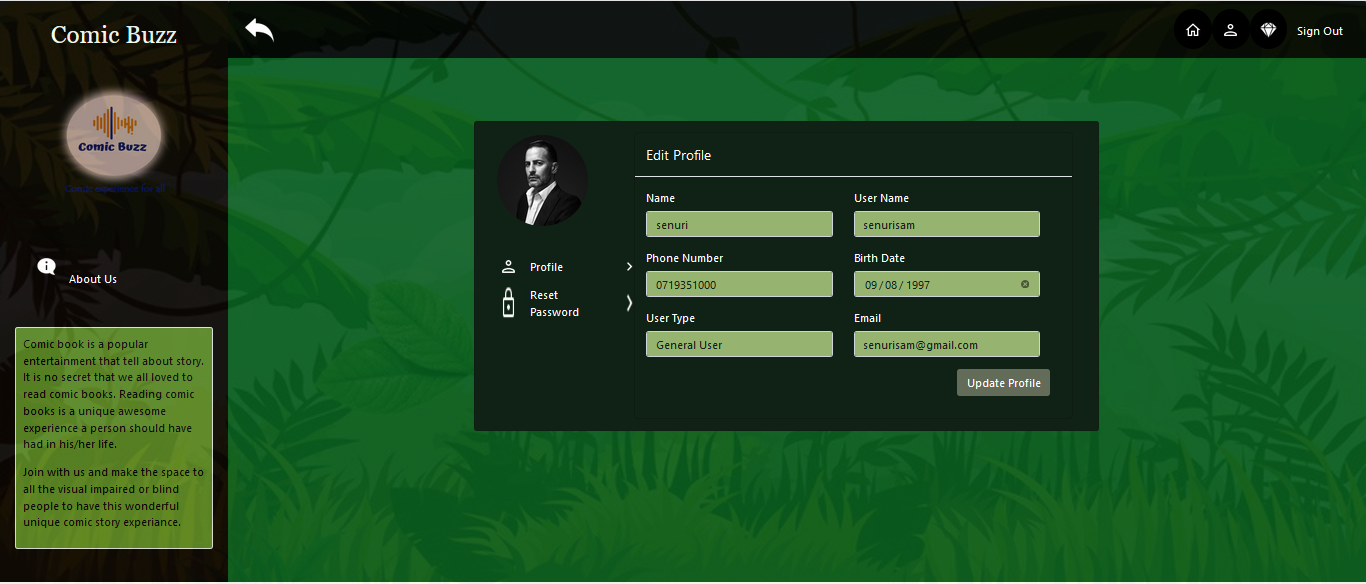 Comic Buzz
Sign Out
Comic Buzz
Comic experience for all
About Us
Comic book is a popular
entertainment that tell about story.
It is no secret that we all loved to
read comic books. Reading comic
books is a unique awesome
experience a person should have
had in his/her life.
Join with us and make the space to
all the visual impaired or blind
people to have this wonderful
unique comic story experiance.
Profile
Reset
Password
Edit Profile
Name
User Name
senuri
senurisam
Phone Number
Birth Date
0719351000
09/08/1997
User Type
Email
General User
senurisam@gmail.com
Update Profile